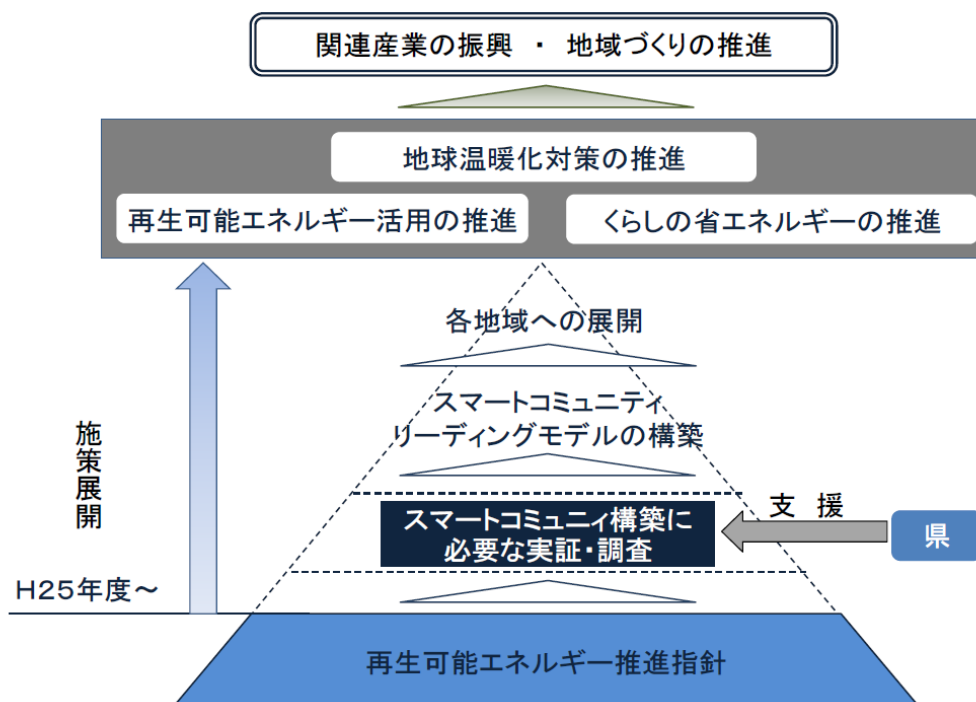 関連産業の振興 ・ 地域づくりの推進
地球温暖化対策の推進
再生可能エネルギー活用の推進
くらしの省エネルギーの推進
各地域への展開
スマートコミュニティ
リーディングモデルの構築
施策展開
スマートコミュニィ構築に
必要な実証・調査
支 援
県
H25年度～
再生可能エネルギー推進指針